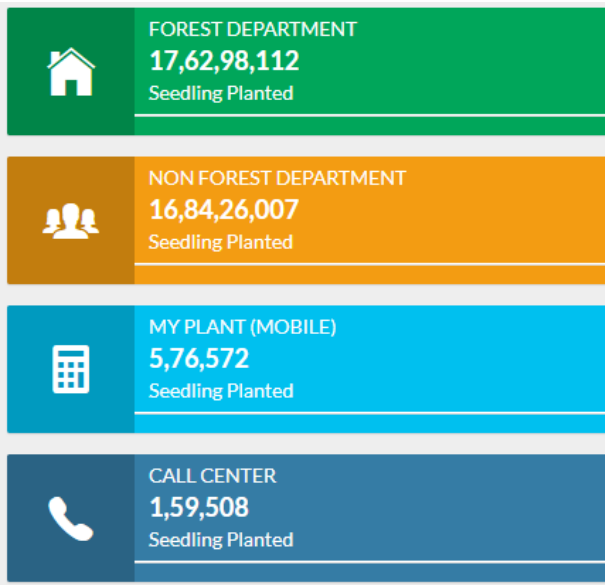 FOREST DEPARTMENT
17,62,98,112
Seedling Planted
NON FOREST DEPARTMENT
16,84,26,007
Seedling Planted
MY PLANT (MOBILE)
5,76,572
Seedling Planted
CALL CENTER
1,59,508
Seedling Planted